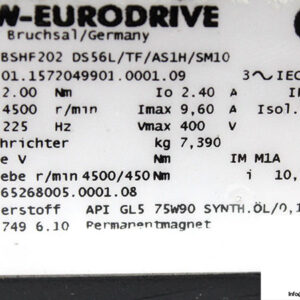 W-EURODRIVE
Bruchsal/Germany
BSHF202 DS56L/TF/AS1H/SM10
01.1572049901.0001.09 3~ IEC
2.00 Nm Io 2.40 A IP
4500 r/min Imax 9,60 A Isol.
225 Hz Vmax 400 V
hrichter kg 7,390
e V IM M1A
ebe r/min 4500/450 Nm i 10,
65268005.0001.08
erstoff API GL5 75W90 SYNTH.ÖL/0,1
749 6.10 Permanentmagnet